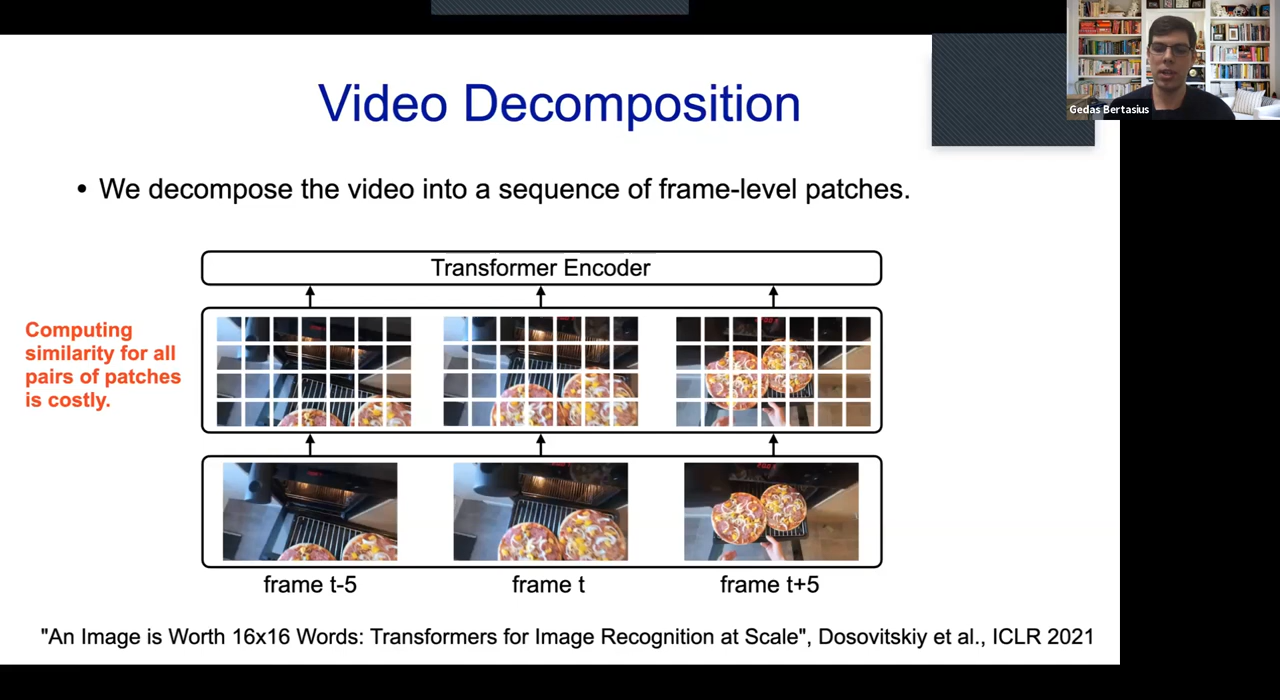 Gedas Bertasius
Video Decomposition
• We decompose the video into a sequence of frame-level patches.
Transformer Encoder
Computing
similarity for all
pairs of patches
is costly.
frame t-5
frame t
frame t+5
"An Image is Worth 16x16 Words: Transformers for Image Recognition at Scale", Dosovitskiy et al., ICLR 2021